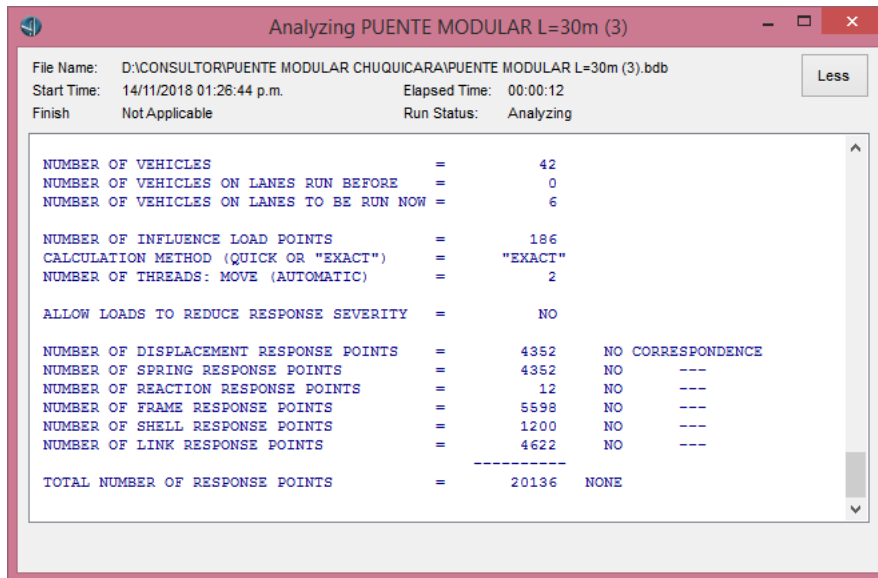 Analyzing PUENTE MODULAR L=30m (3)
File Name: D:\CONSULTOR\PUENTE MODULAR CHUQUICARA\PUENTE MODULAR L=30m (3).bdb
Less
Start Time: 14/11/2018 01:26:44 p.m. Elapsed Time: 00:00:12
Finish Not Applicable Run Status: Analyzing
NUMBER OF VEHICLES = 42
NUMBER OF VEHICLES ON LANES RUN BEFORE = 0
NUMBER OF VEHICLES ON LANES TO BE RUN NOW = 6
NUMBER OF INFLUENCE LOAD POINTS = 186
CALCULATION METHOD (QUICK OR "EXACT") = "EXACT"
NUMBER OF THREADS: MOVE (AUTOMATIC) = 2
ALLOW LOADS TO REDUCE RESPONSE SEVERITY = NO
NUMBER OF DISPLACEMENT RESPONSE POINTS = 4352 NO CORRESPONDENCE
NUMBER OF SPRING RESPONSE POINTS = 4352 NO ---
NUMBER OF REACTION RESPONSE POINTS = 12 NO ---
NUMBER OF FRAME RESPONSE POINTS = 5598 NO ---
NUMBER OF SHELL RESPONSE POINTS = 1200 NO ---
NUMBER OF LINK RESPONSE POINTS = 4622 NO ---
----------
TOTAL NUMBER OF RESPONSE POINTS = 20136 NONE